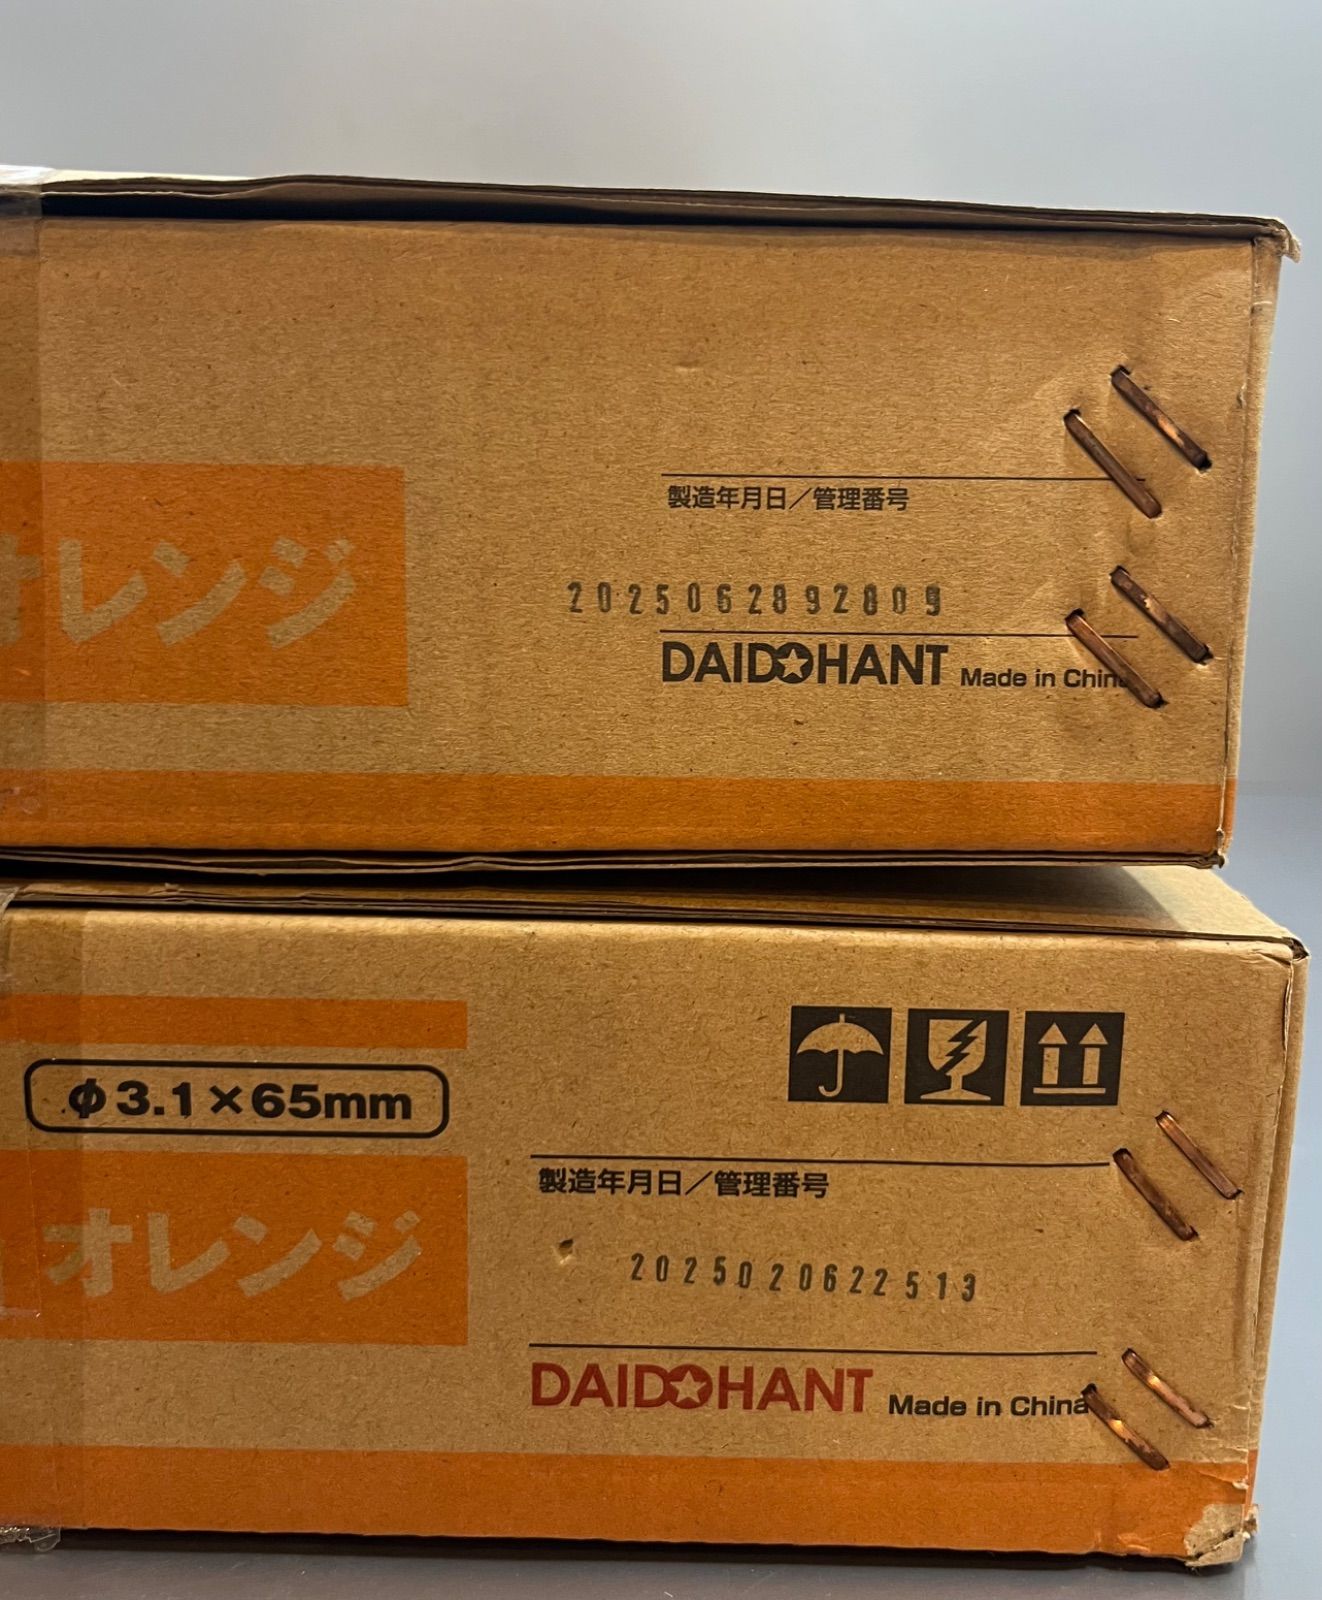 オレンジ
製造年月日／管理番号
2025062892809
DAIDOHANT Made in China
φ3.1×65mm
オレンジ
製造年月日／管理番号
2025020622513
DAIDOHANT Made in China